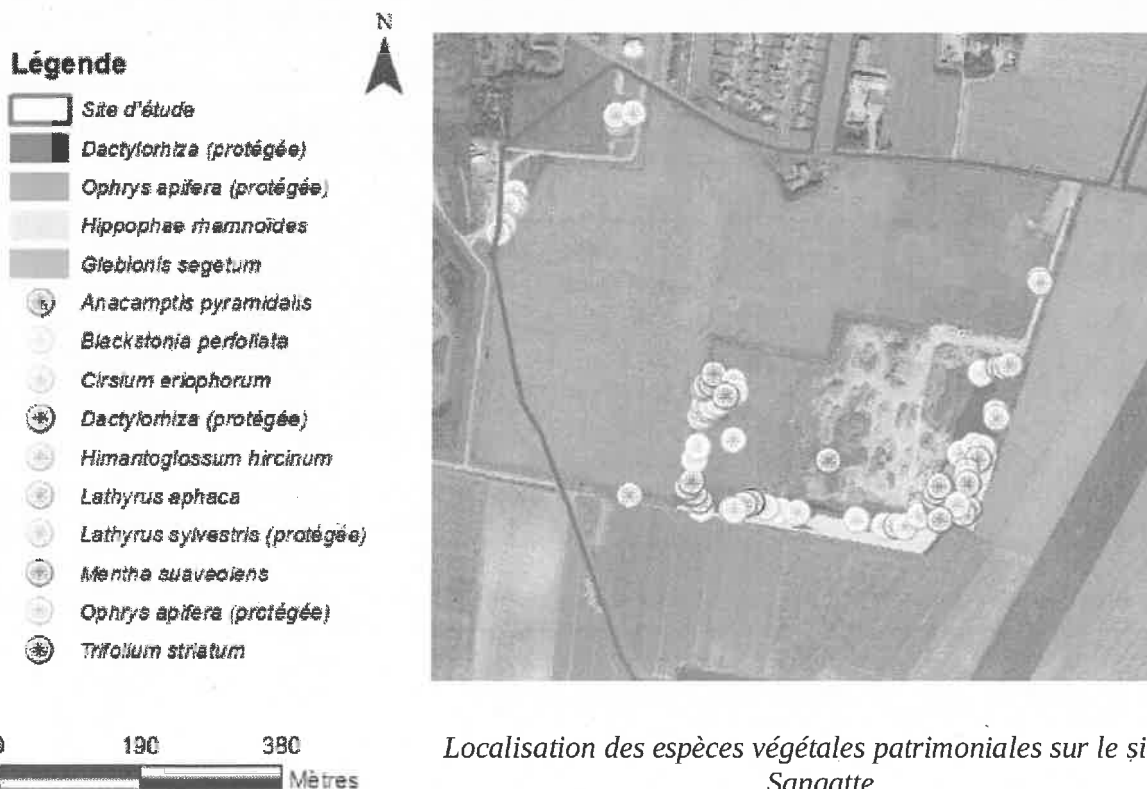 N
Légende
Site d'étude
Dactylorhiza (protégée)
Ophrys apifera (protégée)
Hippophae rhamnoïdes
Glebionis segetum
Anacamptis pyramidalis
Blackstonia perfoliata
Cirsium eriophorum
Dactylorhiza (protégée)
Himantoglossum hircinum
Lathyrus aphaca
Lathyrus sylvestris (protégée)
Mentha suaveolens
Ophrys apifera (protégée)
Trifolium striatum
0 190 380
Mètres
Localisation des espèces végétales patrimoniales sur le si
Sangatte